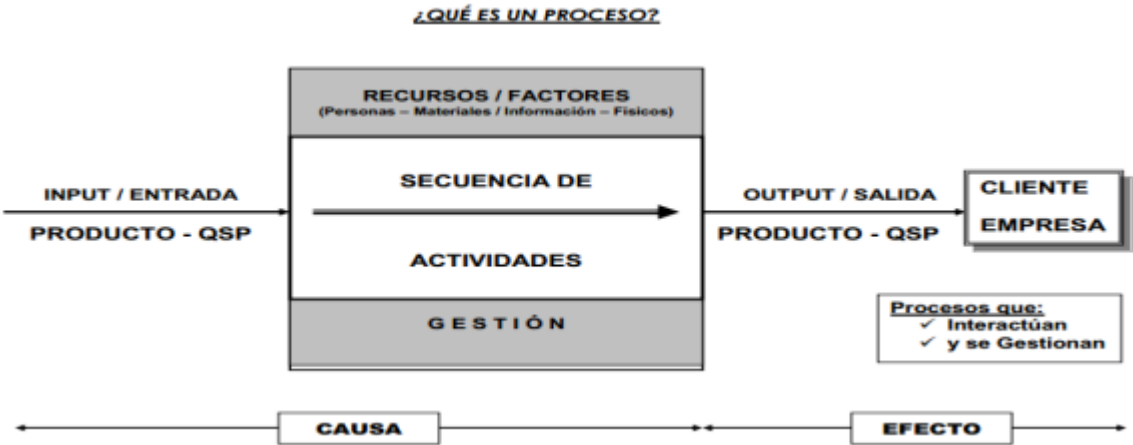 ¿QUÉ ES UN PROCESO?
RECURSOS / FACTORES
(Personas – Materiales / Información – Físicos)
INPUT / ENTRADA
PRODUCTO - QSP
SECUENCIA DE
ACTIVIDADES
GESTIÓN
OUTPUT / SALIDA
PRODUCTO - QSP
CLIENTE
EMPRESA
Procesos que:
✓ Interactúan
✓ y se Gestionan
CAUSA
EFECTO